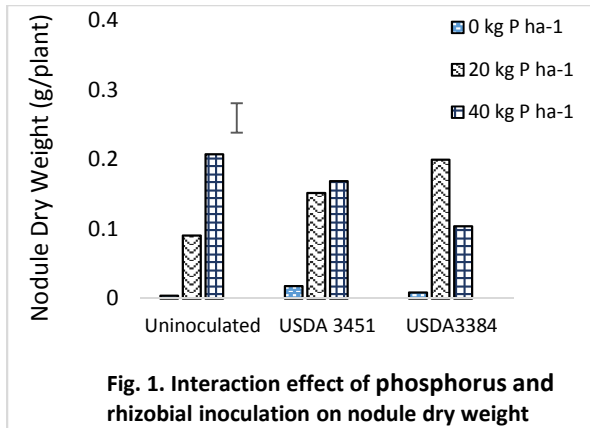 Nodule Dry Weight (g/plant)
0.4
0.3
0.2
0.1
0
0 kg P ha-1
20 kg P ha-1
40 kg P ha-1
Uninoculated
USDA 3451
USDA3384
Fig. 1. Interaction effect of phosphorus and
rhizobial inoculation on nodule dry weight